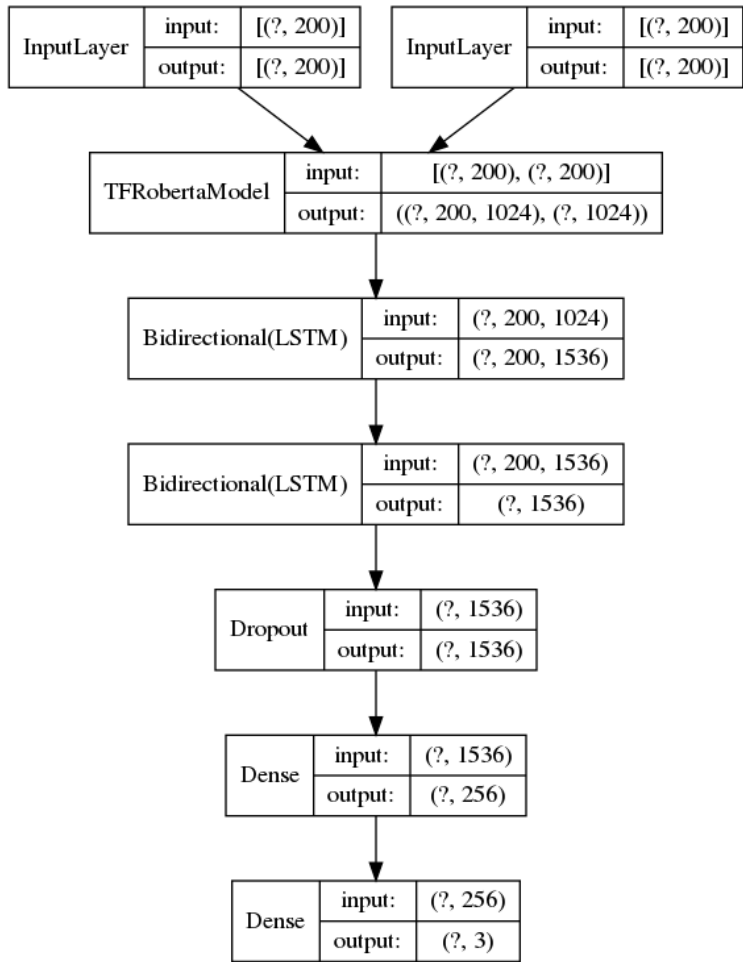 InputLayer input: [(?, 200)] output: [(?, 200)]
InputLayer input: [(?, 200)] output: [(?, 200)]
TFRobertaModel input: [(?, 200), (?, 200)] output: ((?, 200, 1024), (?, 1024))
Bidirectional(LSTM) input: (?, 200, 1024) output: (?, 200, 1536)
Bidirectional(LSTM) input: (?, 200, 1536) output: (?, 1536)
Dropout input: (?, 1536) output: (?, 1536)
Dense input: (?, 1536) output: (?, 256)
Dense input: (?, 256) output: (?, 3)